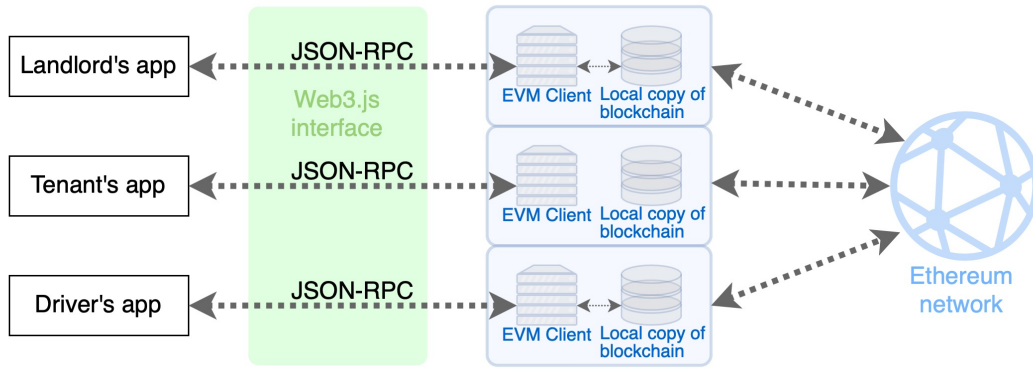 Landlord's app
JSON-RPC
Web3.js
interface
EVM Client
Local copy of
blockchain
Tenant's app
JSON-RPC
EVM Client
Local copy of
blockchain
Driver's app
JSON-RPC
EVM Client
Local copy of
blockchain
Ethereum
network